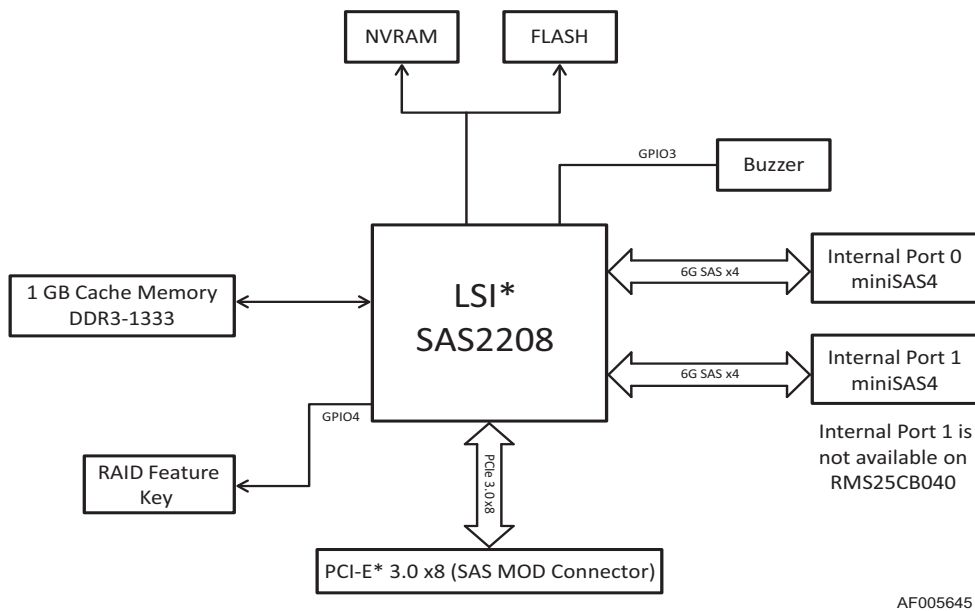 NVRAM
FLASH
GPIO3
Buzzer
LSI*
SAS2208
6G SAS x4
Internal Port 0
miniSAS4
1 GB Cache Memory
DDR3-1333
6G SAS x4
Internal Port 1
miniSAS4
GPIO4
Internal Port 1 is
not available on
RMS25CB040
RAID Feature
Key
PCIe 3.0 x8
PCI-E* 3.0 x8 (SAS MOD Connector)
AF005645